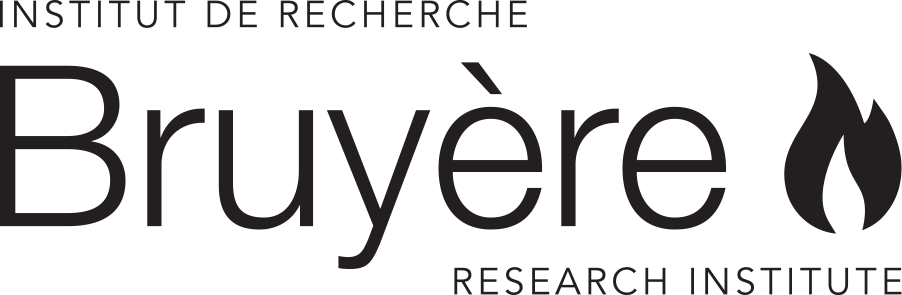 INSTITUT DE RECHERCHE
Bruyère
RESEARCH INSTITUTE